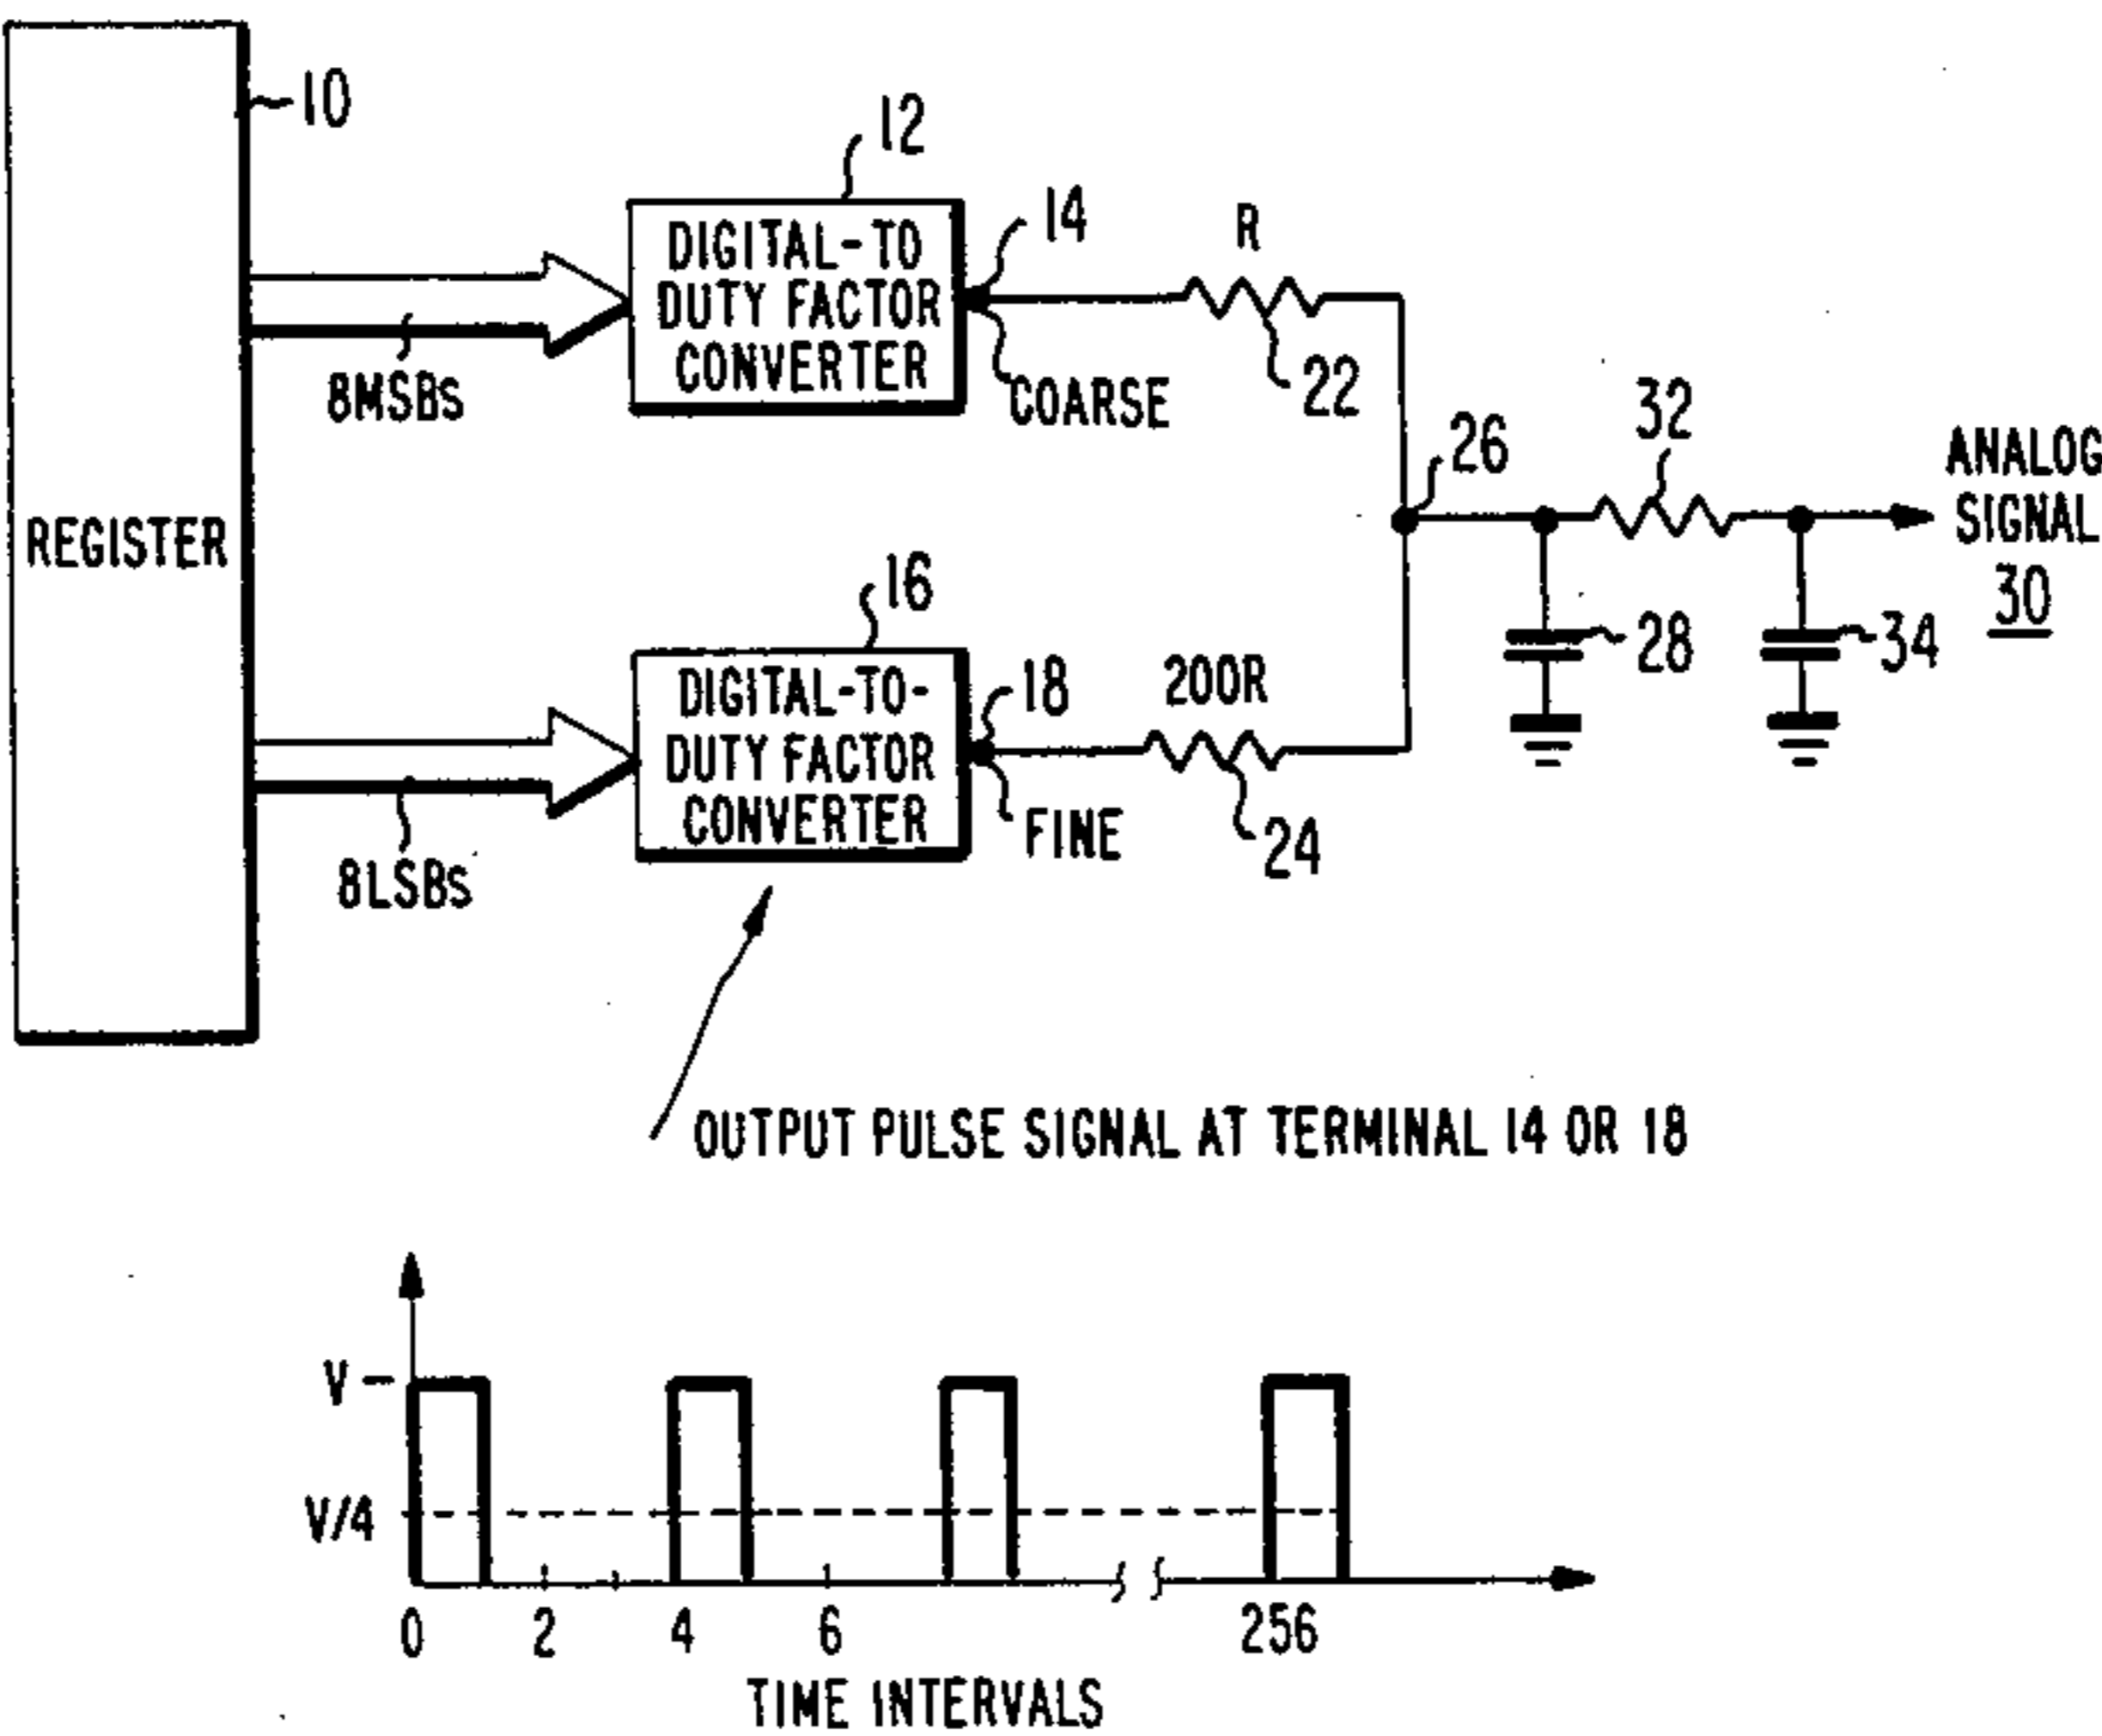 10
12
DIGITAL-TO
DUTY FACTOR
CONVERTER
14
COARSE
R
22
8MSBs
REGISTER
26
32
ANALOG
SIGNAL
30
28
34
16
DIGITAL-TO-
DUTY FACTOR
CONVERTER
18
FINE
200R
24
8LSBs
OUTPUT PULSE SIGNAL AT TERMINAL 14 OR 18
V
V/4
0 2 4 6 256
TIME INTERVALS